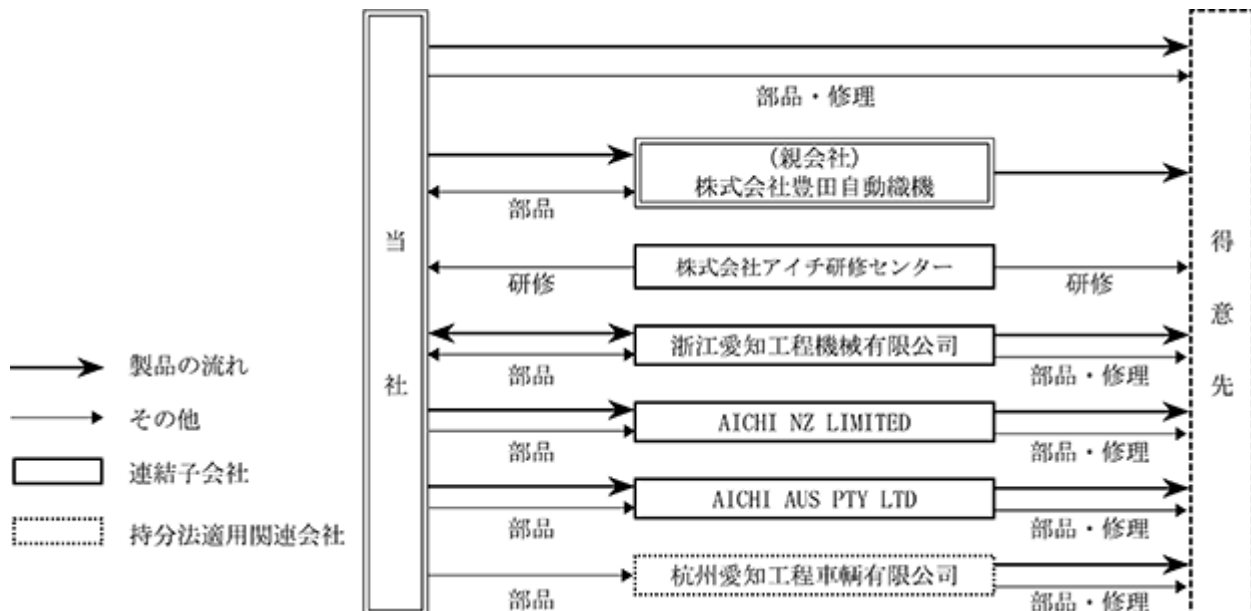 部品・修理
(親会社)
株式会社豊田自動織機
部品
当社
得意先
株式会社アイチ研修センター
研修
研修
浙江愛知工程機械有限公司
部品
部品・修理
製品の流れ
その他
AICHI NZ LIMITED
部品
部品・修理
連結子会社
AICHI AUS PTY LTD
部品
部品・修理
持分法適用関連会社
杭州愛知工程車輌有限公司
部品
部品・修理